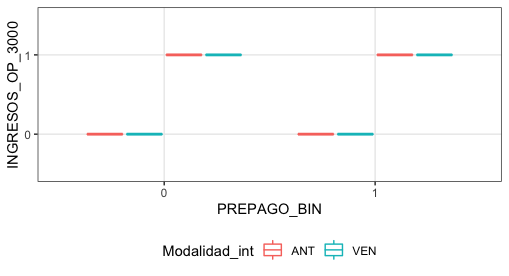 INGRESOS_OP_3000
1
0
0 1
PREPAGO_BIN
Modalidad_int ANT VEN